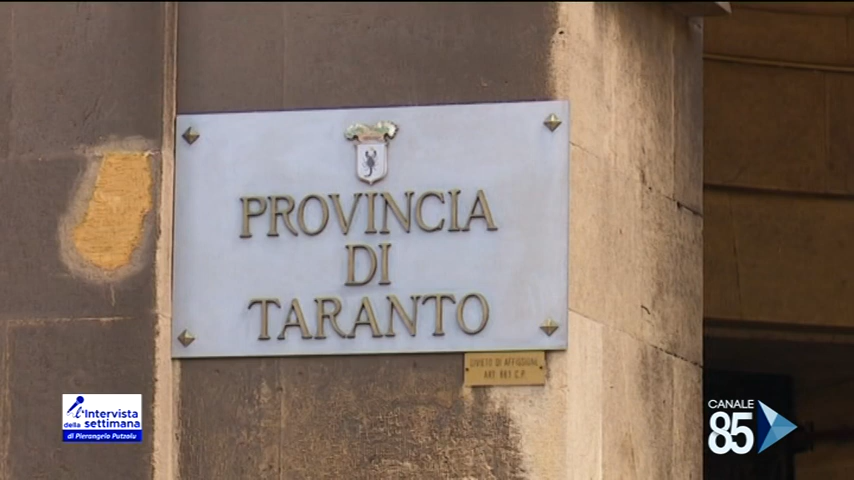 PROVINCIA
DI
TARANTO
DIVIETO DI AFFISSIONE
ART. 663 C.P.
l'Intervista
della settimana
di Pierangelo Putzolu
CANALE
85